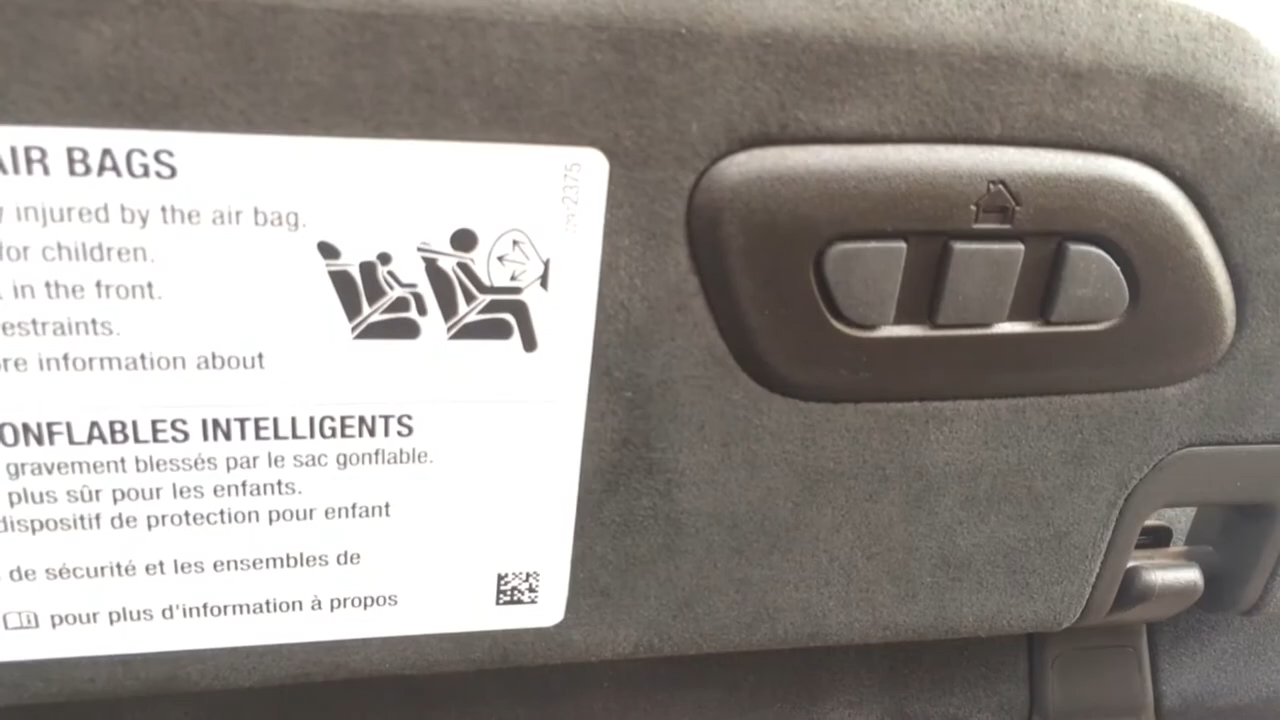 AIR BAGS
injured by the air bag.
for children.
in the front.
estraints.
re information about
2375
ONFLABLES INTELLIGENTS
gravement blessés par le sac gonflable.
plus sûr pour les enfants.
dispositif de protection pour enfant
de sécurité et les ensembles de
pour plus d'information à propos